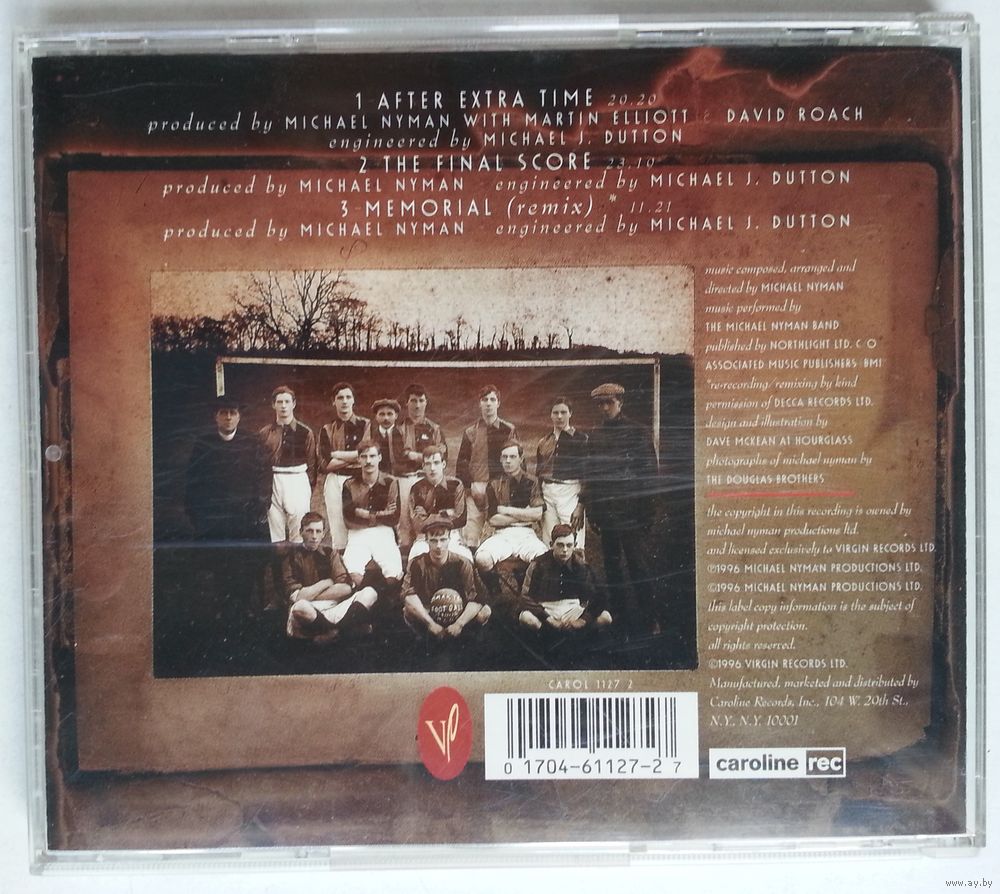 1 AFTER EXTRA TIME 20.20
produced by MICHAEL NYMAN WITH MARTIN ELLIOTT & DAVID ROACH
engineered by MICHAEL J. DUTTON
2 THE FINAL SCORE 23.10
produced by MICHAEL NYMAN engineered by MICHAEL J. DUTTON
3 MEMORIAL (remix) * 11.21
produced by MICHAEL NYMAN engineered by MICHAEL J. DUTTON
music composed, arranged and
directed by MICHAEL NYMAN
music performed by
THE MICHAEL NYMAN BAND
published by NORTHLIGHT LTD. C O
ASSOCIATED MUSIC PUBLISHERS BMI
*re-recording/remixing by kind
permission of DECCA RECORDS LTD.
design and illustration by
DAVE MCKEAN AT HOURGLASS
photographs of michael nyman by
THE DOUGLAS BROTHERS
the copyright in this recording is owned by
michael nyman productions ltd.
and licensed exclusively to VIRGIN RECORDS LTD.
℗1996 MICHAEL NYMAN PRODUCTIONS LTD.
©1996 MICHAEL NYMAN PRODUCTIONS LTD.
this label copy information is the subject of
copyright protection.
all rights reserved.
©1996 VIRGIN RECORDS LTD.
Manufactured, marketed and distributed by
Caroline Records, Inc., 104 W. 20th St.,
N.Y., N.Y. 10001
FOOT BALL
CAROL 1127 2
VP
0 1704-61127-2 7
caroline rec
www.ay.by